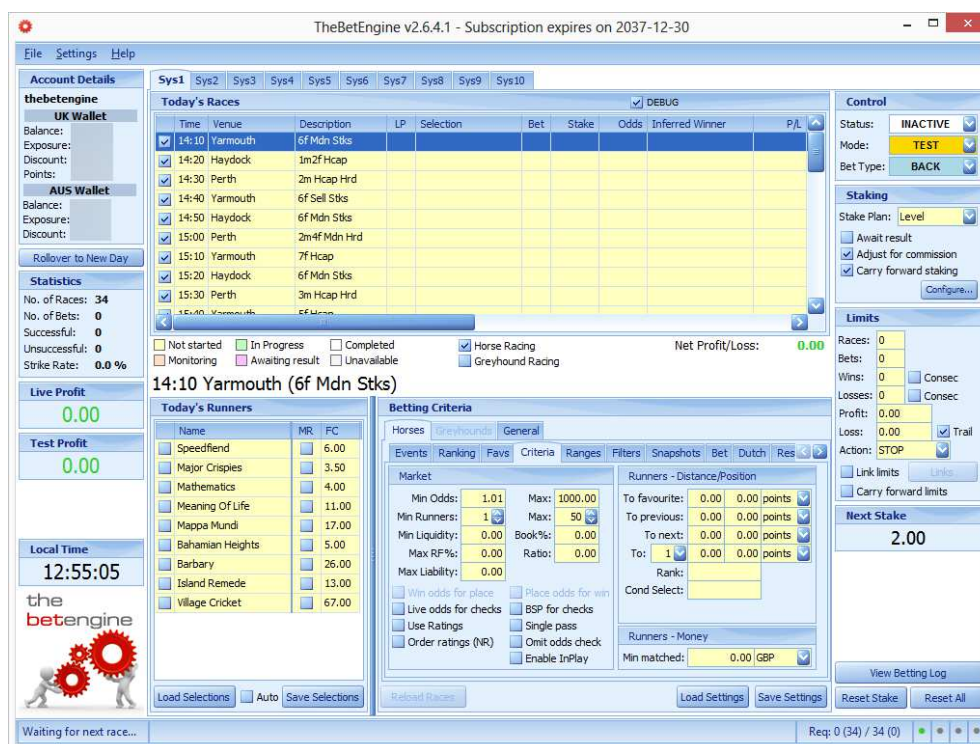 TheBetEngine v2.6.4.1 - Subscription expires on 2037-12-30
File Settings Help
Account Details
thebetengine
UK Wallet
Balance:
Exposure:
Discount:
Points:
AUS Wallet
Balance:
Exposure:
Discount:
Rollover to New Day
Statistics
No. of Races: 34
No. of Bets: 0
Successful: 0
Unsuccessful: 0
Strike Rate: 0.0 %
Live Profit
0.00
Test Profit
0.00
Local Time
12:55:05
the
betengine
Sys1 Sys2 Sys3 Sys4 Sys5 Sys6 Sys7 Sys8 Sys9 Sys10
Today's Races DEBUG
Time Venue Description LP Selection Bet Stake Odds Inferred Winner P/L
14:10 Yarmouth 6f Mdn Stks
14:20 Haydock 1m2f Hcap
14:30 Perth 2m Hcap Hrd
14:40 Yarmouth 6f Sell Stks
14:50 Haydock 6f Mdn Stks
15:00 Perth 2m4f Mdn Hrd
15:10 Yarmouth 7f Hcap
15:20 Haydock 6f Mdn Stks
15:30 Perth 3m Hcap Hrd
15:40 Yarmouth 5f Hcap
Not started In Progress Completed Horse Racing Net Profit/Loss: 0.00
Monitoring Awaiting result Unavailable Greyhound Racing
14:10 Yarmouth (6f Mdn Stks)
Today's Runners
Name MR FC
Speedfiend 6.00
Major Crispies 3.50
Mathematics 4.00
Meaning Of Life 11.00
Mappa Mundi 17.00
Bahamian Heights 5.00
Barbary 26.00
Island Remede 13.00
Village Cricket 67.00
Load Selections Auto Save Selections
Betting Criteria
Horses Greyhounds General
Events Ranking Favs Criteria Ranges Filters Snapshots Bet Dutch Res
Market
Min Odds: 1.01 Max: 1000.00
Min Runners: 1 Max: 50
Min Liquidity: 0.00 Book%: 0.00
Max RF%: 0.00 Ratio: 0.00
Max Liability: 0.00
Win odds for place Place odds for win
Live odds for checks BSP for checks
Use Ratings Single pass
Order ratings (NR) Omit odds check
Enable InPlay
Runners - Distance/Position
To favourite: 0.00 0.00 points
To previous: 0.00 0.00 points
To next: 0.00 0.00 points
To: 1 0.00 0.00 points
Rank:
Cond Select:
Runners - Money
Min matched: 0.00 GBP
Reload Races Load Settings Save Settings
Control
Status: INACTIVE
Mode: TEST
Bet Type: BACK
Staking
Stake Plan: Level
Await result
Adjust for commission
Carry forward staking
Configure...
Limits
Races: 0
Bets: 0
Wins: 0 Consec
Losses: 0 Consec
Profit: 0.00
Loss: 0.00 Trail
Action: STOP
Link limits Links
Carry forward limits
Next Stake
2.00
View Betting Log
Reset Stake Reset All
Waiting for next race... Req: 0 (34) / 34 (0)